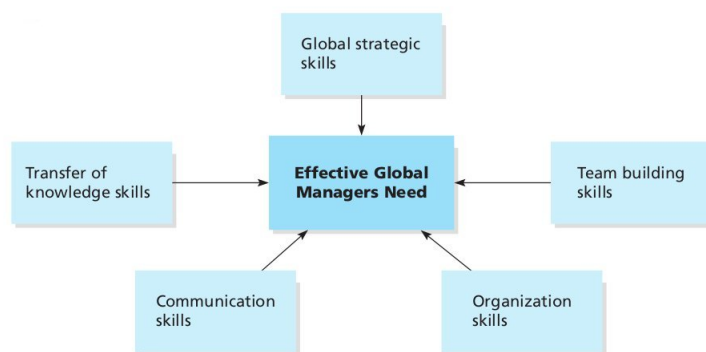 Global strategic
skills
Transfer of
knowledge skills
Effective Global
Managers Need
Team building
skills
Communication
skills
Organization
skills